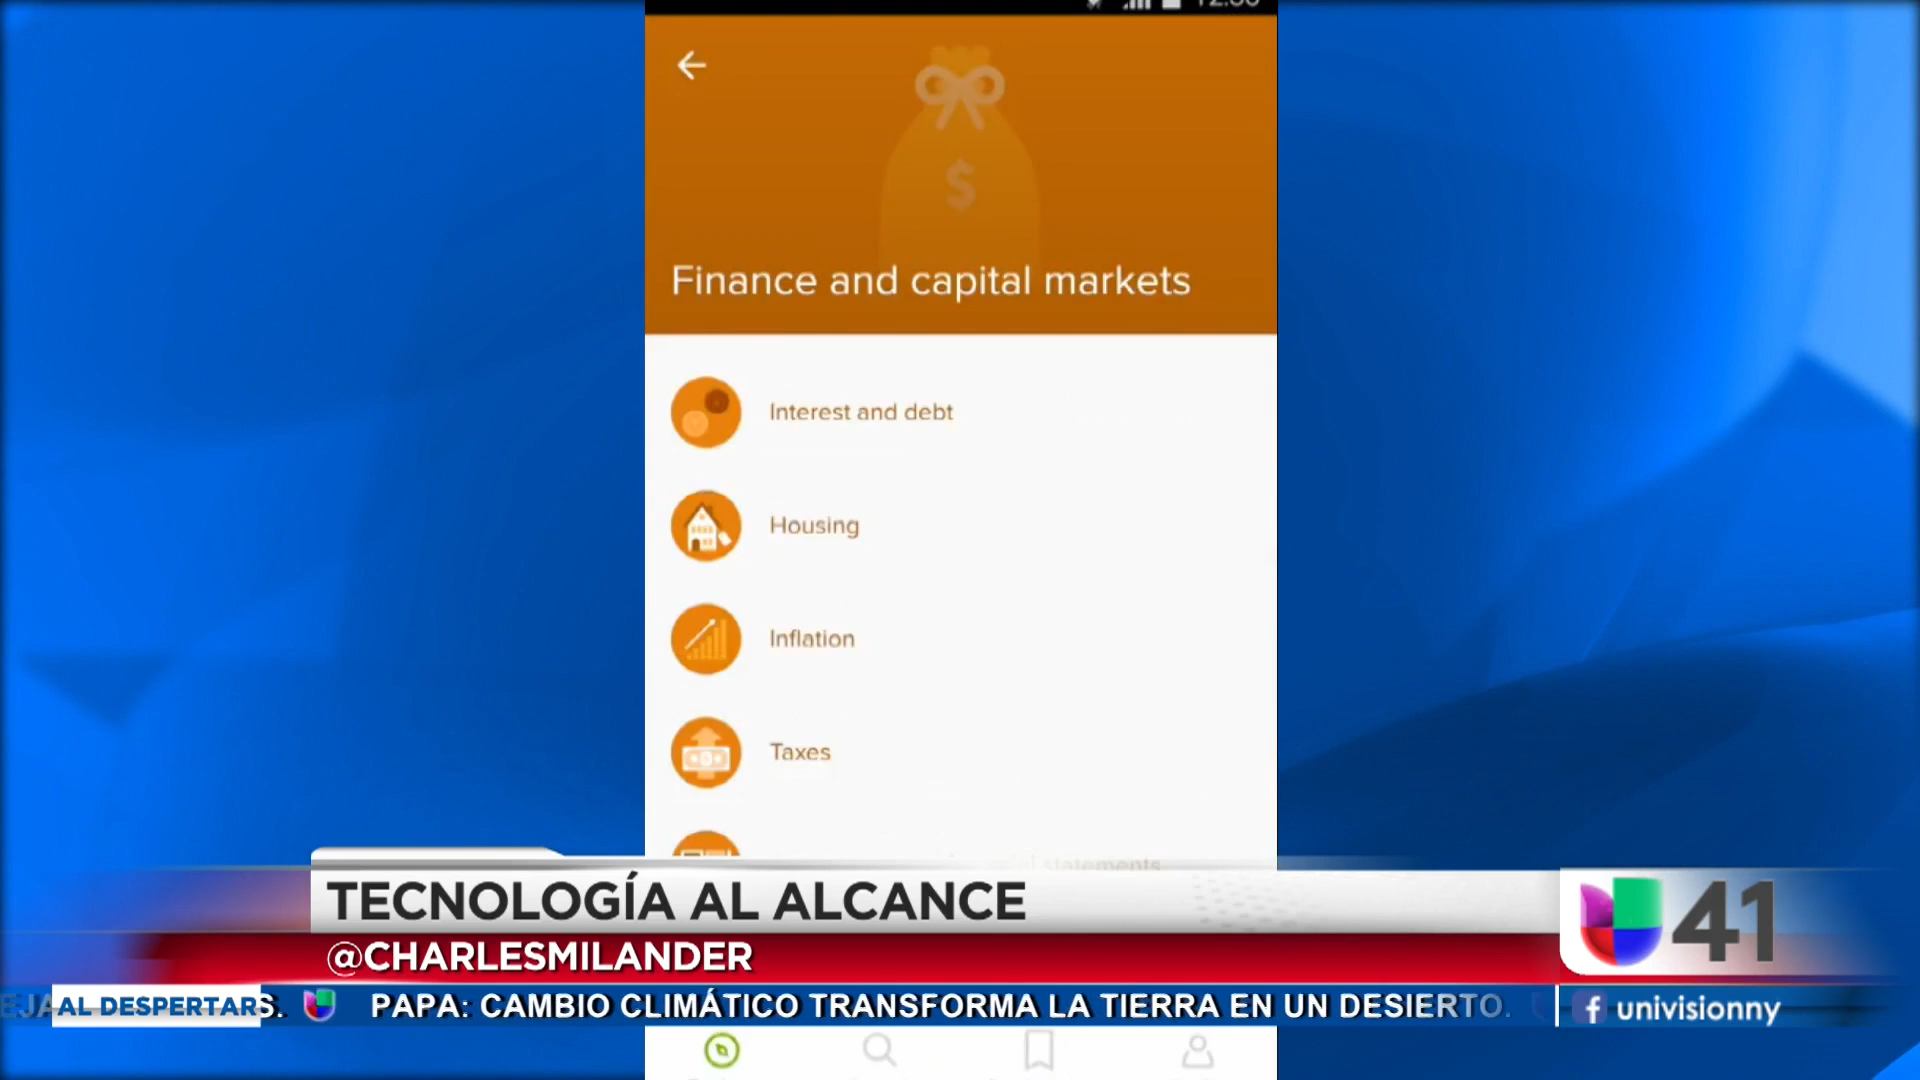 $
Finance and capital markets
Interest and debt
Housing
Inflation
Taxes
statements
TECNOLOGÍA AL ALCANCE
@CHARLESMILANDER
41
AL DESPERTAR
S.
PAPA: CAMBIO CLIMÁTICO TRANSFORMA LA TIERRA EN UN DESIERTO.
f univisionny